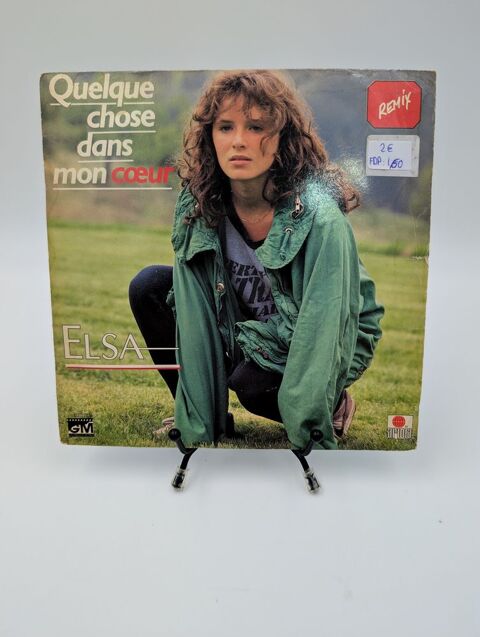 Quelque
chose
dans
mon cœur
REMIX
2€
FDP: 1,50
ELSA
GM